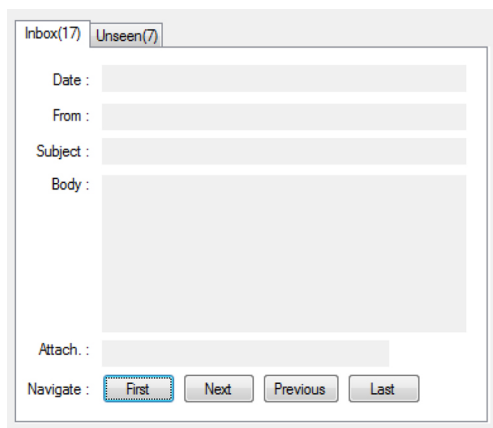 Inbox(17) Unseen(7)
Date :
From :
Subject :
Body :
Attach. :
Navigate : First Next Previous Last